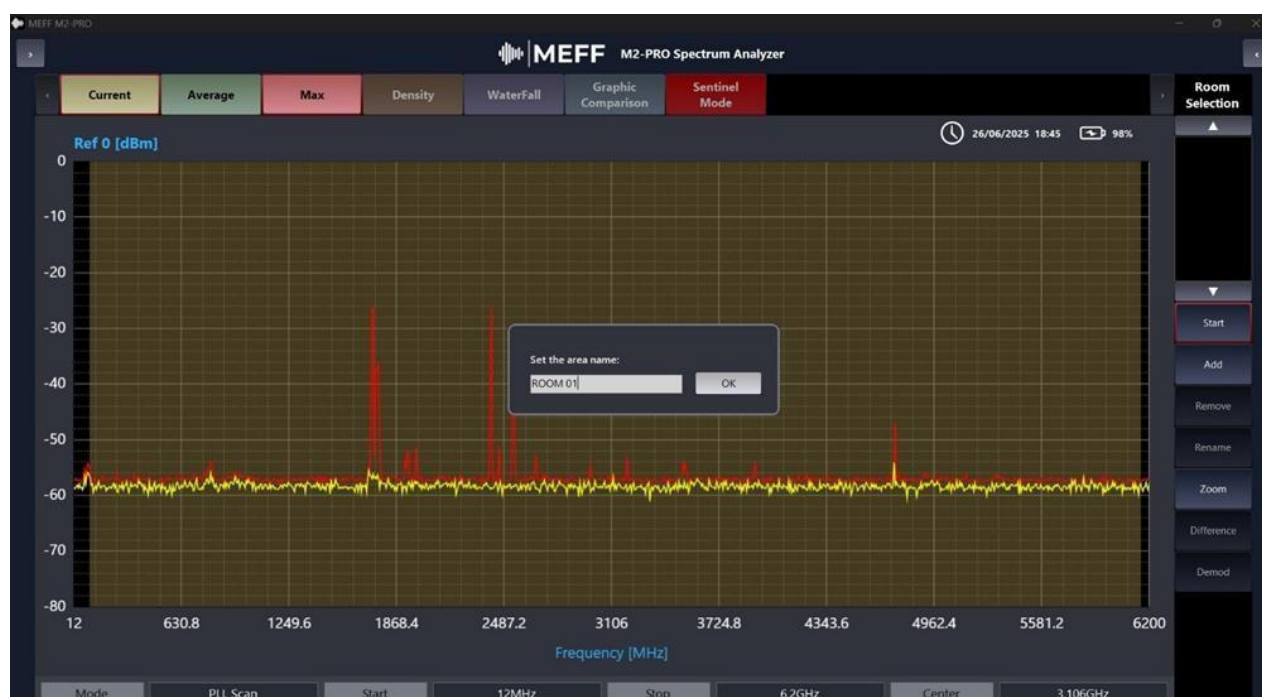 MEFF M2-PRO
MEFF M2-PRO Spectrum Analyzer
Current Average Max Density WaterFall Graphic Comparison Sentinel Mode
Room Selection
26/06/2025 18:45 98%
Ref 0 [dBm]
0
-10
-20
-30
-40
-50
-60
-70
-80
Set the area name:
ROOM 01
OK
Start
Add
Remove
Rename
Zoom
Difference
Demod
12 630.8 1249.6 1868.4 2487.2 3106 3724.8 4343.6 4962.4 5581.2 6200
Frequency [MHz]
Mode PLL Scan Start 12MHz Stop 6.2GHz Center 3.106GHz